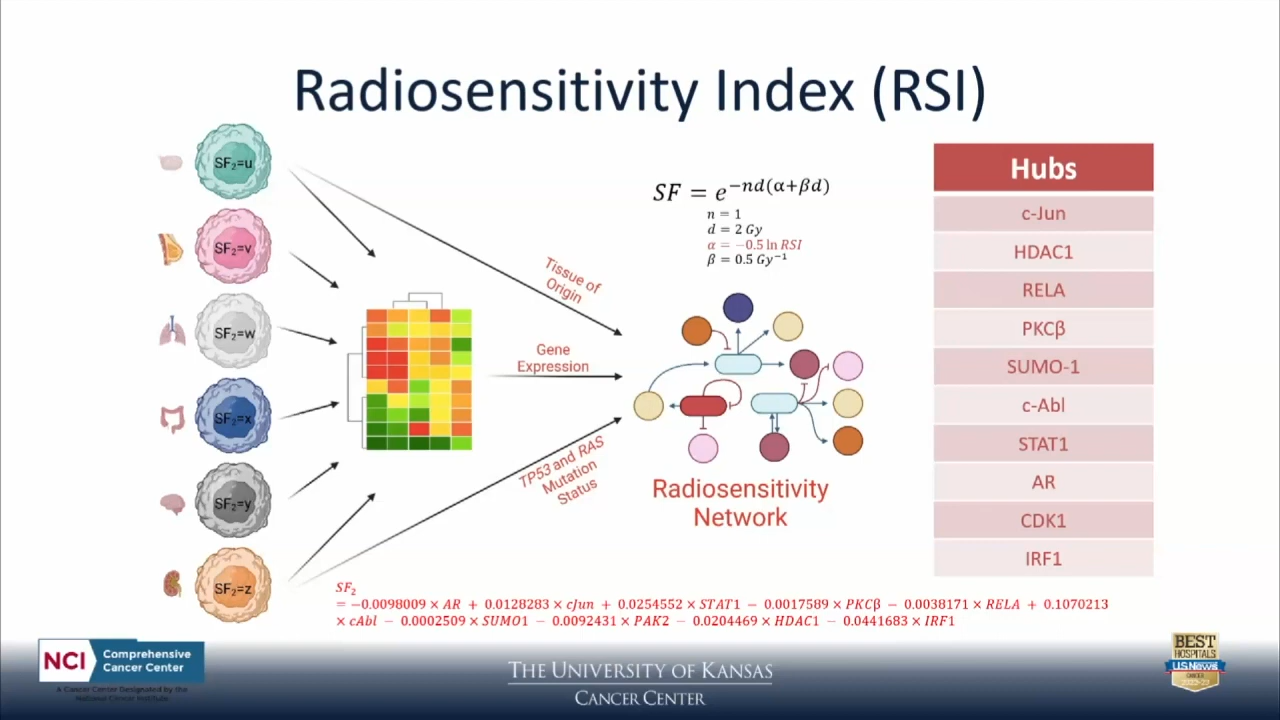 Radiosensitivity Index (RSI)
SF₂=u
SF₂=v
SF₂=w
SF₂=x
SF₂=y
SF₂=z
Tissue of
Origin
Gene
Expression
TP53 and RAS
Mutation
Status
SF = e^−nd(α+βd)
n = 1
d = 2 Gy
α = −0.5 ln RSI
β = 0.5 Gy⁻¹
Radiosensitivity
Network
Hubs
c-Jun
HDAC1
RELA
PKCβ
SUMO-1
c-Abl
STAT1
AR
CDK1
IRF1
SF₂
= −0.0098009 × AR + 0.0128283 × cJun + 0.0254552 × STAT1 − 0.0017589 × PKCβ − 0.0038171 × RELA + 0.1070213
× cAbl − 0.0002509 × SUMO1 − 0.0092431 × PAK2 − 0.0204469 × HDAC1 − 0.0441683 × IRF1
NCI
Comprehensive
Cancer Center
A Cancer Center Designated by the
National Cancer Institute
THE UNIVERSITY OF KANSAS
CANCER CENTER
BEST
HOSPITALS
U.S.News
CANCER